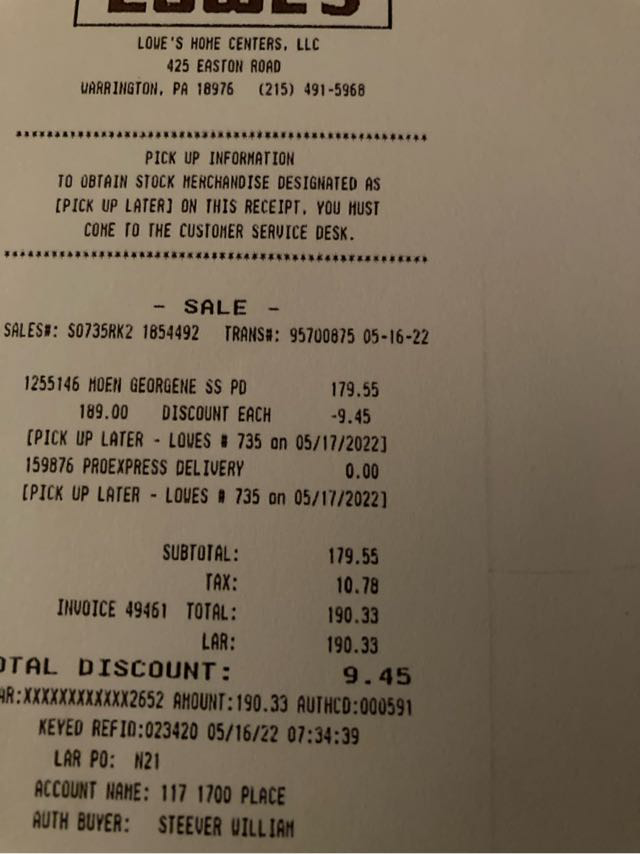 LOWE'S
LOWE'S HOME CENTERS, LLC
425 EASTON ROAD
WARRINGTON, PA 18976 (215) 491-5968
****************************************************
PICK UP INFORMATION
TO OBTAIN STOCK MERCHANDISE DESIGNATED AS
[PICK UP LATER] ON THIS RECEIPT, YOU MUST
COME TO THE CUSTOMER SERVICE DESK.
****************************************************
- SALE -
SALES#: S0735RK2 1854492 TRANS#: 95700875 05-16-22
1255146 MOEN GEORGENE SS PD 179.55
189.00 DISCOUNT EACH -9.45
[PICK UP LATER - LOWES # 735 on 05/17/2022]
159876 PROEXPRESS DELIVERY 0.00
[PICK UP LATER - LOWES # 735 on 05/17/2022]
SUBTOTAL: 179.55
TAX: 10.78
INVOICE 49461 TOTAL: 190.33
LAR: 190.33
OTAL DISCOUNT: 9.45
AR:XXXXXXXXXXXX2652 AMOUNT:190.33 AUTHCD:000591
KEYED REFID:023420 05/16/22 07:34:39
LAR PO: N21
ACCOUNT NAME: 117 1700 PLACE
AUTH BUYER: STEEVER WILLIAM